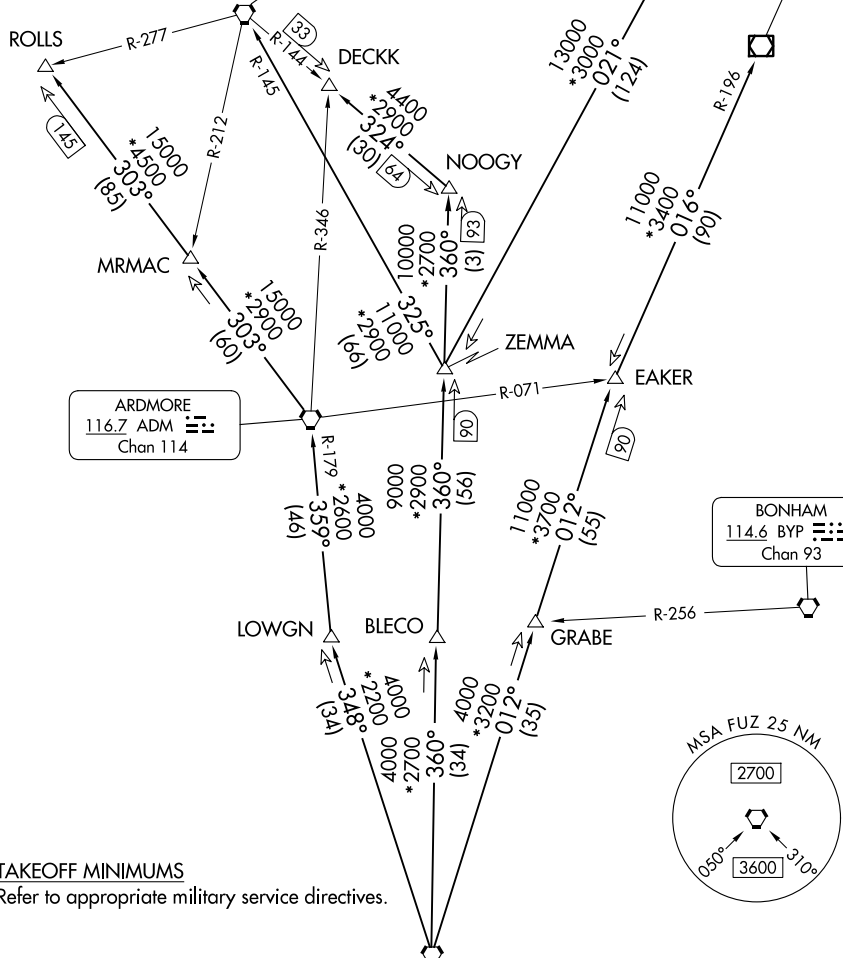 ROLLS
R-277
33
R-144
DECKK
R-145
13000
*3000
021°
(124)
R-196
145
15000
*4500
303°
(85)
R-212
4400
*2900
324°
(30)
64
NOOGY
93
R-346
10000
*2700
360°
(3)
11000
*3400
016°
(90)
MRMAC
15000
*2900
303°
(60)
325°
11000
*2900
(66)
ZEMMA
EAKER
R-071
ARDMORE
116.7 ADM
Chan 114
90
90
R-179
4000
*2600
359°
(46)
9000
*2900
360°
(56)
11000
*3700
012°
(55)
BONHAM
114.6 BYP
Chan 93
R-256
LOWGN
BLECO
GRABE
4000
*2200
348°
(34)
4000
*2700
360°
(34)
4000
*3200
012°
(35)
MSA FUZ 25 NM
2700
050°
3600
310°
TAKEOFF MINIMUMS
Refer to appropriate military service directives.